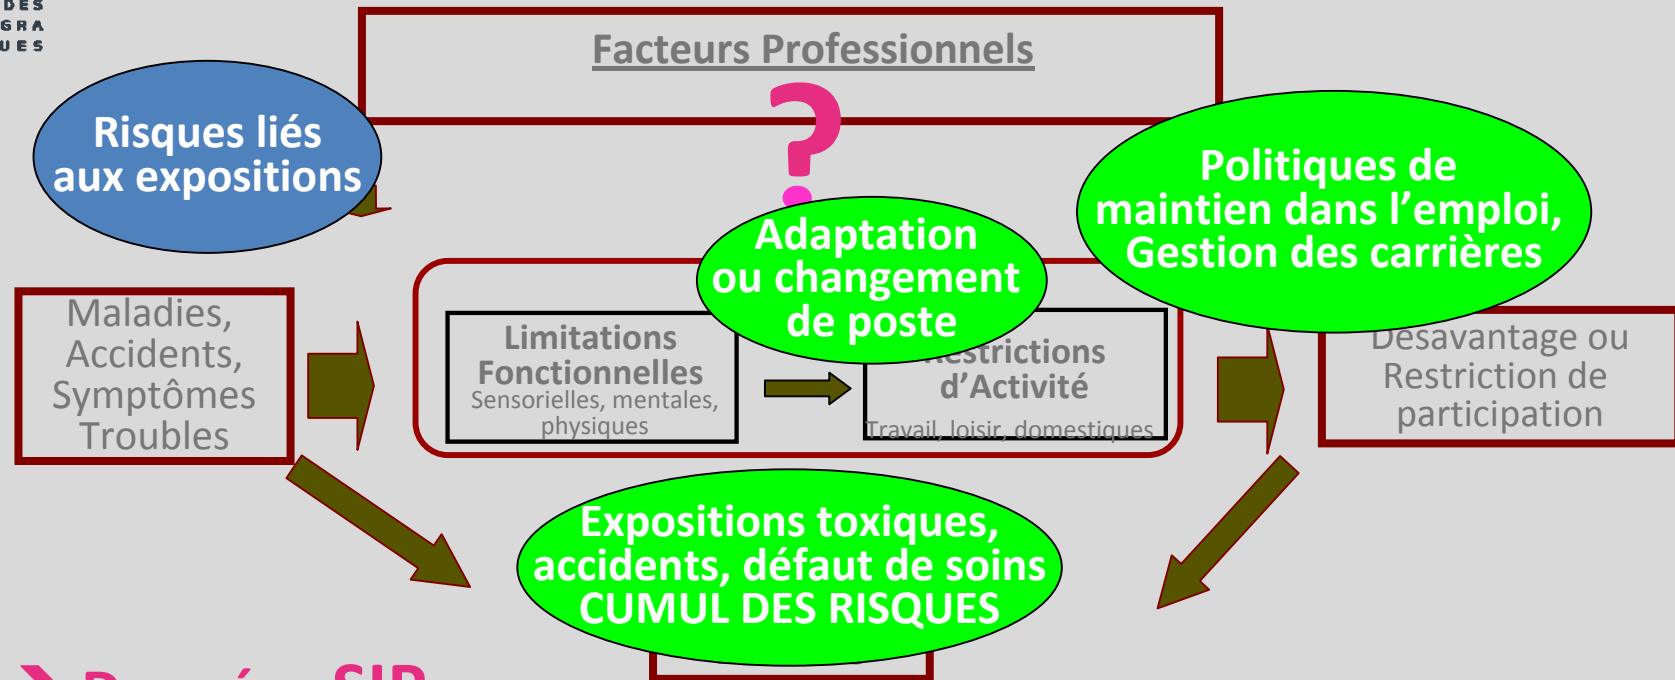 DES
GRA
UES
Facteurs Professionnels
?
Risques liés
aux expositions
Politiques de
maintien dans l’emploi,
Gestion des carrières
Adaptation
ou changement
de poste
Maladies,
Accidents,
Symptômes
Troubles
Limitations
Fonctionnelles
Sensorielles, mentales,
physiques
Restrictions
d’Activité
Travail, loisir, domestiques
Désavantage ou
Restriction de
participation
Expositions toxiques,
accidents, défaut de soins
CUMUL DES RISQUES
SIP